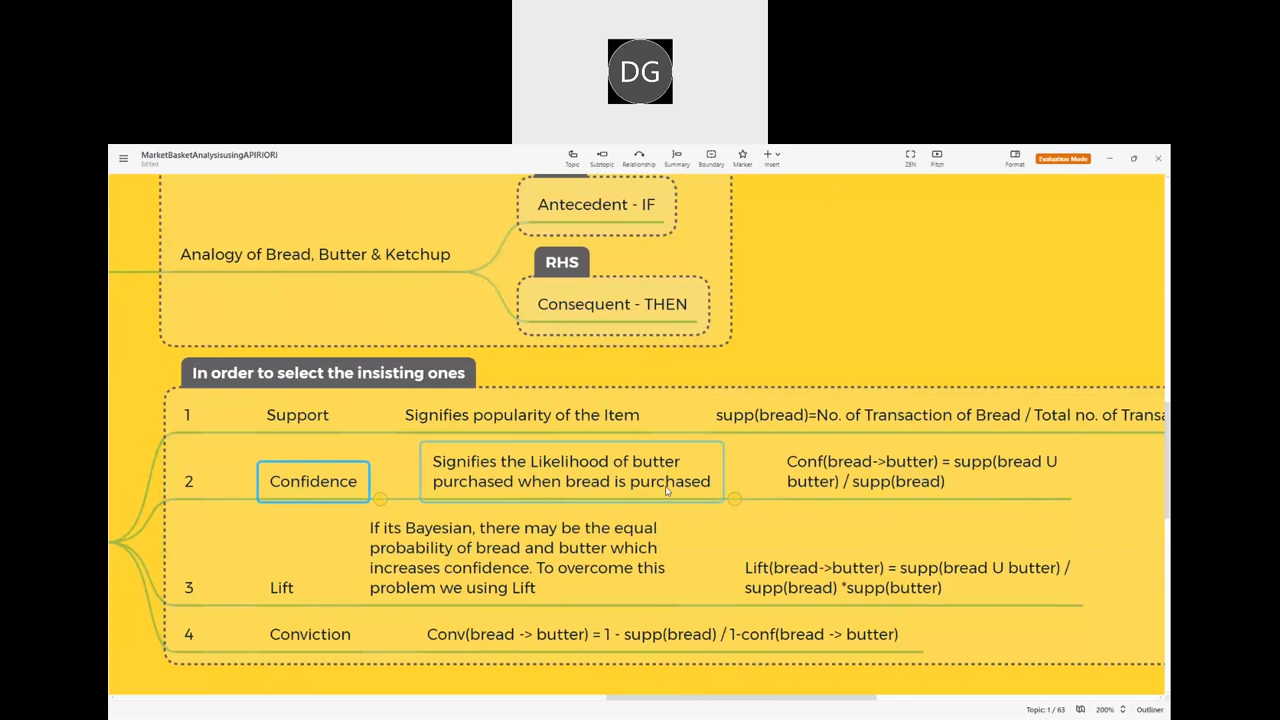 DG
MarketBasketAnalysisusingAPIRIORI
Edited
Topic
Subtopic
Relationship
Summary
Boundary
Marker
Insert
ZEN
Pitch
Format
Evaluation Mode
Antecedent - IF
Analogy of Bread, Butter & Ketchup
RHS
Consequent - THEN
In order to select the insisting ones
1 Support Signifies popularity of the Item supp(bread)=No. of Transaction of Bread / Total no. of Transa
2 Confidence
Signifies the Likelihood of butter
purchased when bread is purchased
Conf(bread->butter) = supp(bread U
butter) / supp(bread)
If its Bayesian, there may be the equal
probability of bread and butter which
increases confidence. To overcome this
problem we using Lift
3 Lift
Lift(bread->butter) = supp(bread U butter) /
supp(bread) *supp(butter)
4 Conviction Conv(bread -> butter) = 1 - supp(bread) / 1-conf(bread -> butter)
Topic: 1 / 63
200%
Outliner